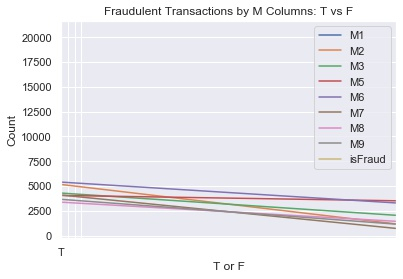 Fraudulent Transactions by M Columns: T vs F
20000
17500
15000
12500
10000
7500
5000
2500
0
Count
M1
M2
M3
M5
M6
M7
M8
M9
isFraud
T
T or F